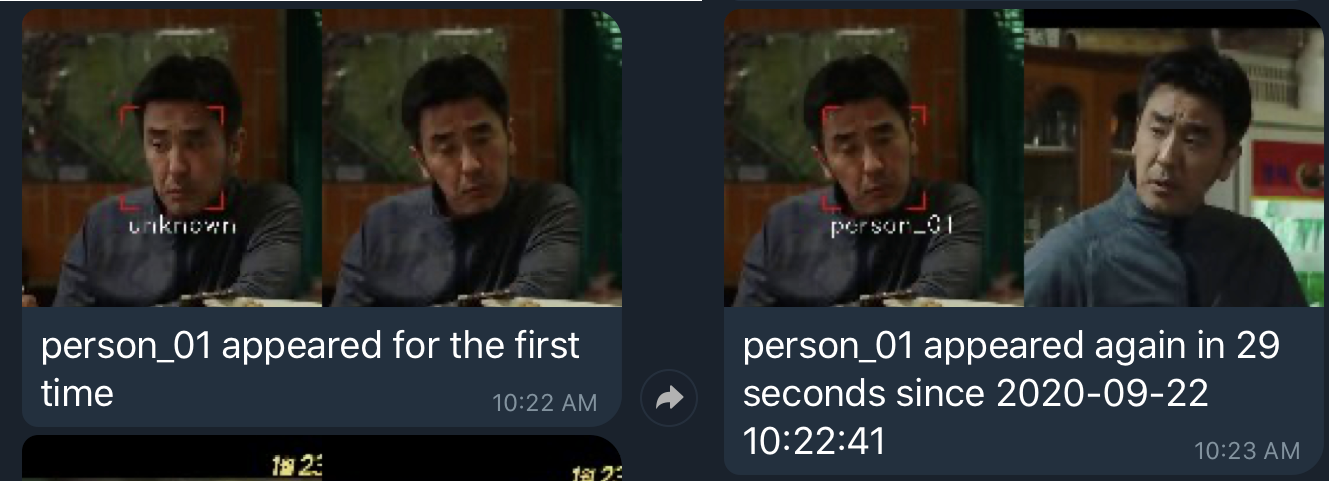 unknown
person_01 appeared for the first
time
10:22 AM
person_01
person_01 appeared again in 29
seconds since 2020-09-22
10:22:41
10:23 AM